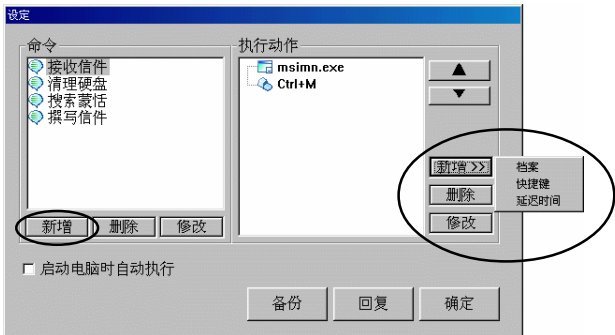 设定
命令
接收信件
清理硬盘
搜索蒙恬
撰写信件
新增
删除
修改
执行动作
msimn.exe
Ctrl+M
新增 >>
删除
修改
档案
快捷键
延迟时间
启动电脑时自动执行
备份
回复
确定